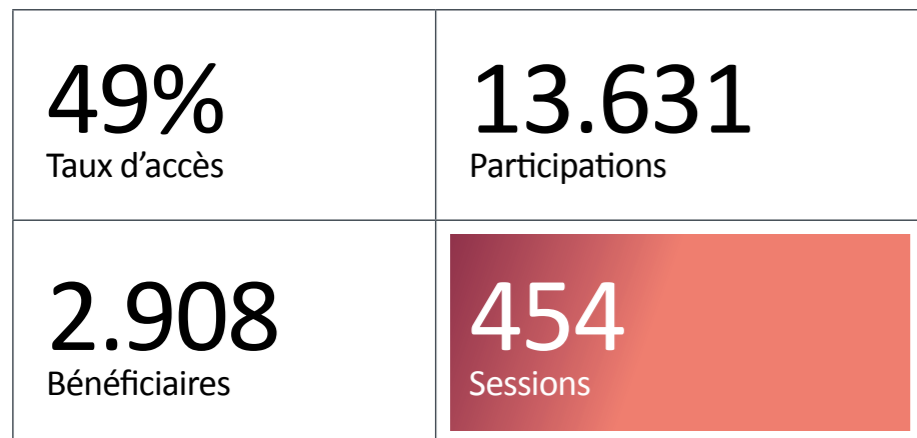 49%
Taux d’accès
13.631
Participations
2.908
Bénéficiaires
454
Sessions